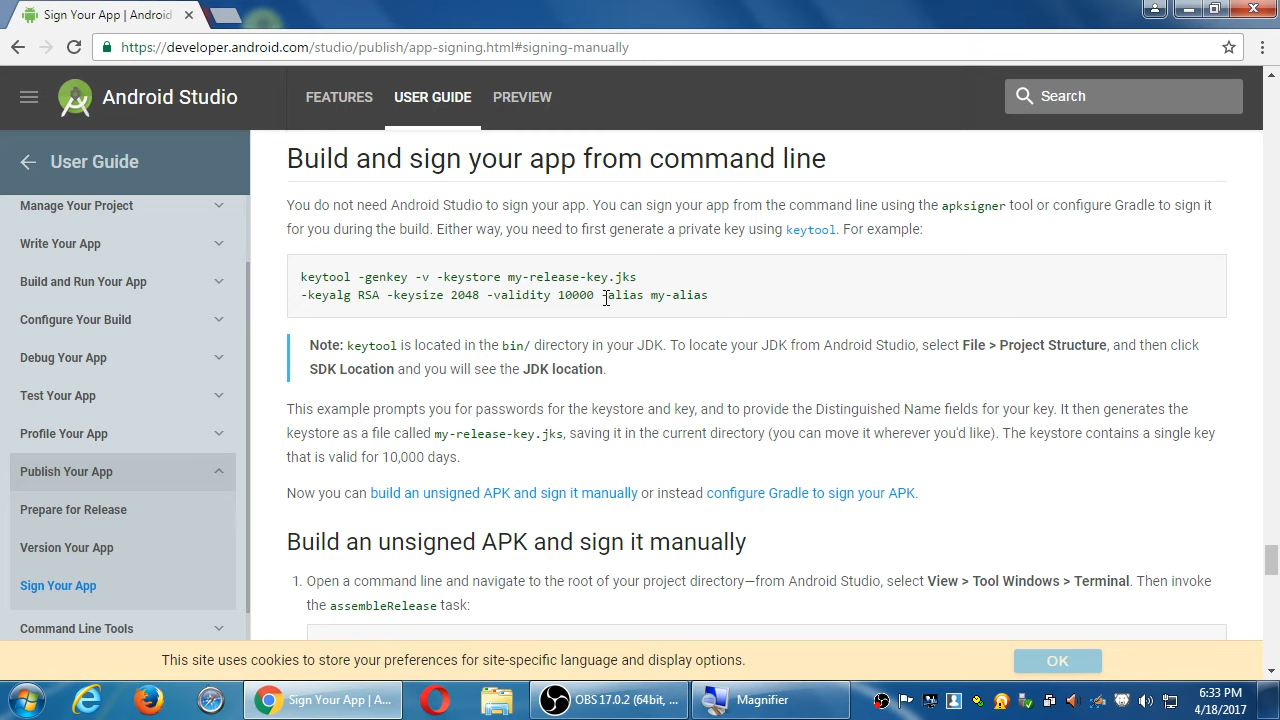 Sign Your App | Android
https://developer.android.com/studio/publish/app-signing.html#signing-manually
Android Studio
FEATURES
USER GUIDE
PREVIEW
Search
User Guide
Manage Your Project
Write Your App
Build and Run Your App
Configure Your Build
Debug Your App
Test Your App
Profile Your App
Publish Your App
Prepare for Release
Version Your App
Sign Your App
Command Line Tools
Build and sign your app from command line
You do not need Android Studio to sign your app. You can sign your app from the command line using the apksigner tool or configure Gradle to sign it
for you during the build. Either way, you need to first generate a private key using keytool. For example:
keytool -genkey -v -keystore my-release-key.jks
-keyalg RSA -keysize 2048 -validity 10000 -alias my-alias
Note: keytool is located in the bin/ directory in your JDK. To locate your JDK from Android Studio, select File > Project Structure, and then click
SDK Location and you will see the JDK location.
This example prompts you for passwords for the keystore and key, and to provide the Distinguished Name fields for your key. It then generates the
keystore as a file called my-release-key.jks, saving it in the current directory (you can move it wherever you'd like). The keystore contains a single key
that is valid for 10,000 days.
Now you can build an unsigned APK and sign it manually or instead configure Gradle to sign your APK.
Build an unsigned APK and sign it manually
1. Open a command line and navigate to the root of your project directory—from Android Studio, select View > Tool Windows > Terminal. Then invoke
the assembleRelease task:
This site uses cookies to store your preferences for site-specific language and display options.
OK
Sign Your App | A...
OBS 17.0.2 (64bit, ...
Magnifier
6:33 PM
4/18/2017